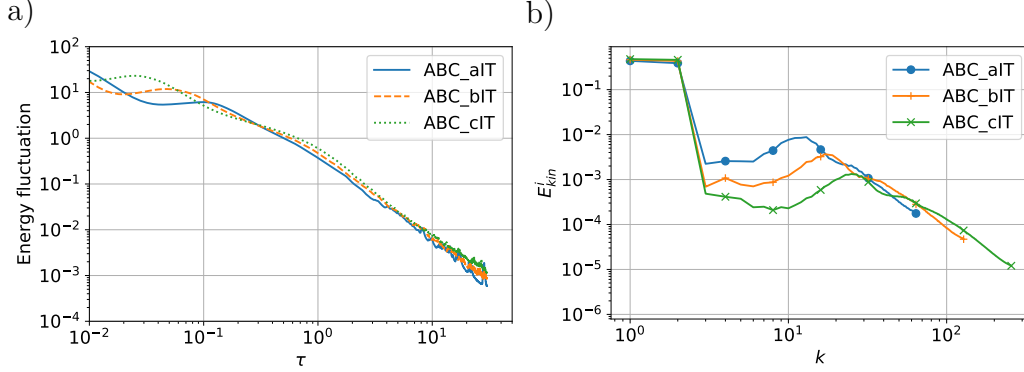 a)
10^2
10^1
10^0
10^{-1}
10^{-2}
10^{-3}
10^{-4}
10^{-2}
10^{-1}
10^0
10^1
Energy fluctuation
τ
ABC_aIT
ABC_bIT
ABC_cIT
b)
10^{-1}
10^{-2}
10^{-3}
10^{-4}
10^{-5}
10^{-6}
10^0
10^1
10^2
E^i_{kin}
k
ABC_aIT
ABC_bIT
ABC_cIT